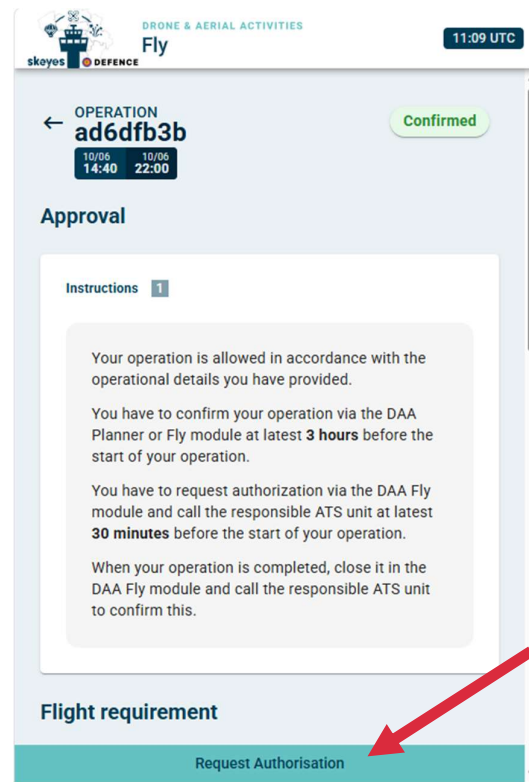 DRONE & AERIAL ACTIVITIES
Fly
skeyes DEFENCE
11:09 UTC
OPERATION
ad6dfb3b
Confirmed
10/06 10/06
14:40 22:00
Approval
Instructions 1
Your operation is allowed in accordance with the
operational details you have provided.
You have to confirm your operation via the DAA
Planner or Fly module at latest 3 hours before the
start of your operation.
You have to request authorization via the DAA Fly
module and call the responsible ATS unit at latest
30 minutes before the start of your operation.
When your operation is completed, close it in the
DAA Fly module and call the responsible ATS unit
to confirm this.
Flight requirement
Request Authorisation